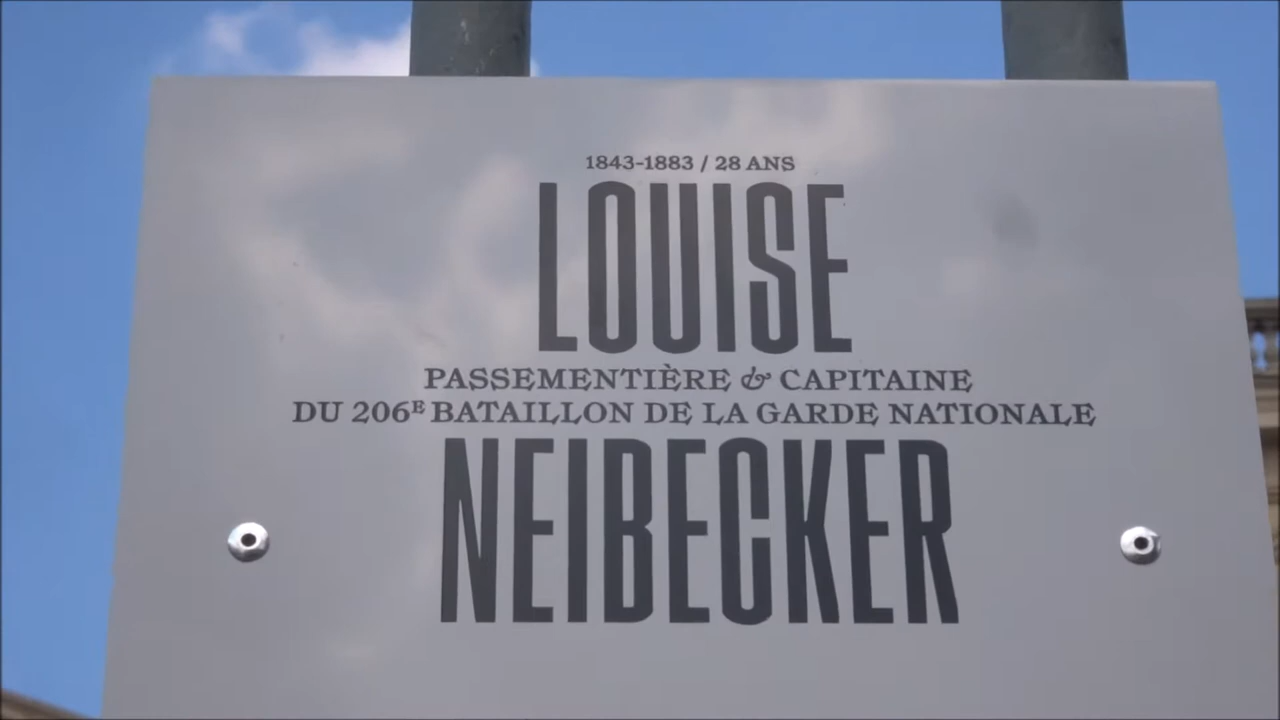 1843-1883 / 28 ANS
LOUISE
PASSEMENTIÈRE & CAPITAINE
DU 206E BATAILLON DE LA GARDE NATIONALE
NEIBECKER